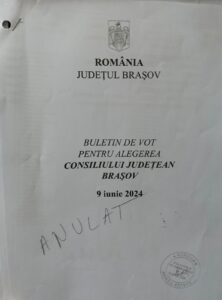 ROMÂNIA
JUDEȚUL BRAȘOV
BULETIN DE VOT
PENTRU ALEGEREA
CONSILIULUI JUDEȚEAN
BRAȘOV
9 iunie 2024
ANULAT